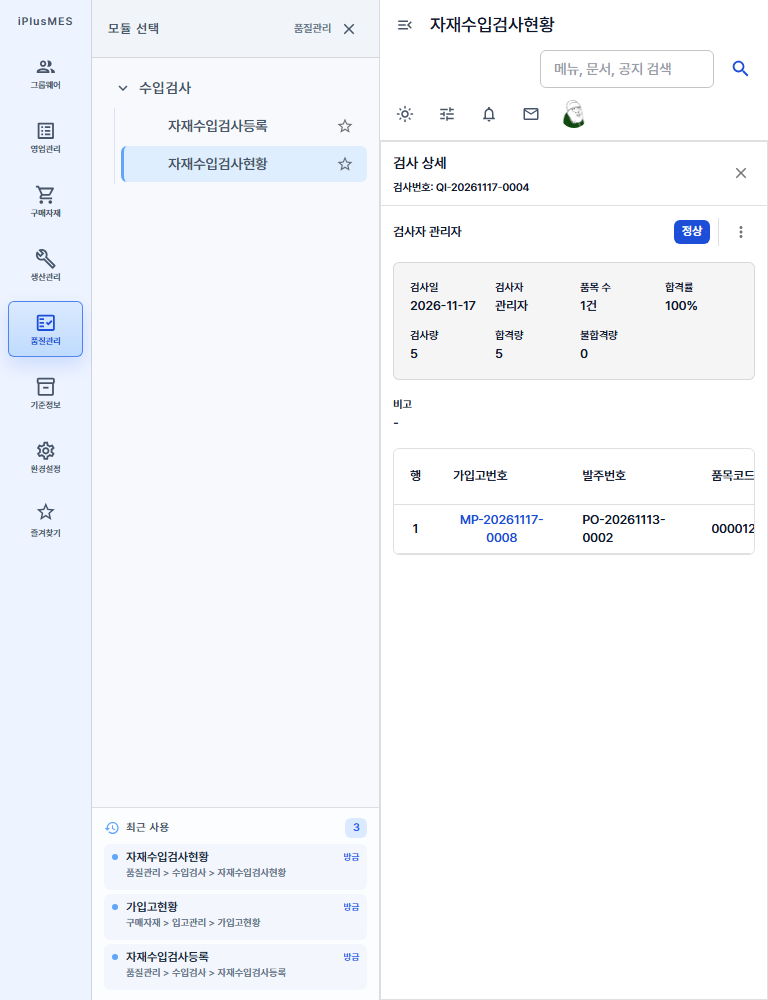 iPlusMES
그룹웨어
영업관리
구매자재
생산관리
품질관리
기준정보
환경설정
즐겨찾기
모듈 선택
품질관리
수입검사
자재수입검사등록
자재수입검사현황
최근 사용
3
자재수입검사현황
방금
품질관리 > 수입검사 > 자재수입검사현황
가입고현황
방금
구매자재 > 입고관리 > 가입고현황
자재수입검사등록
방금
품질관리 > 수입검사 > 자재수입검사등록
자재수입검사현황
메뉴, 문서, 공지 검색
검사 상세
검사번호: QI-20261117-0004
검사자 관리자
정상
검사일
2026-11-17
검사자
관리자
품목 수
1건
합격률
100%
검사량
5
합격량
5
불합격량
0
비고
-
행
가입고번호
발주번호
품목코드
1
MP-20261117-
0008
PO-20261113-
0002
000012